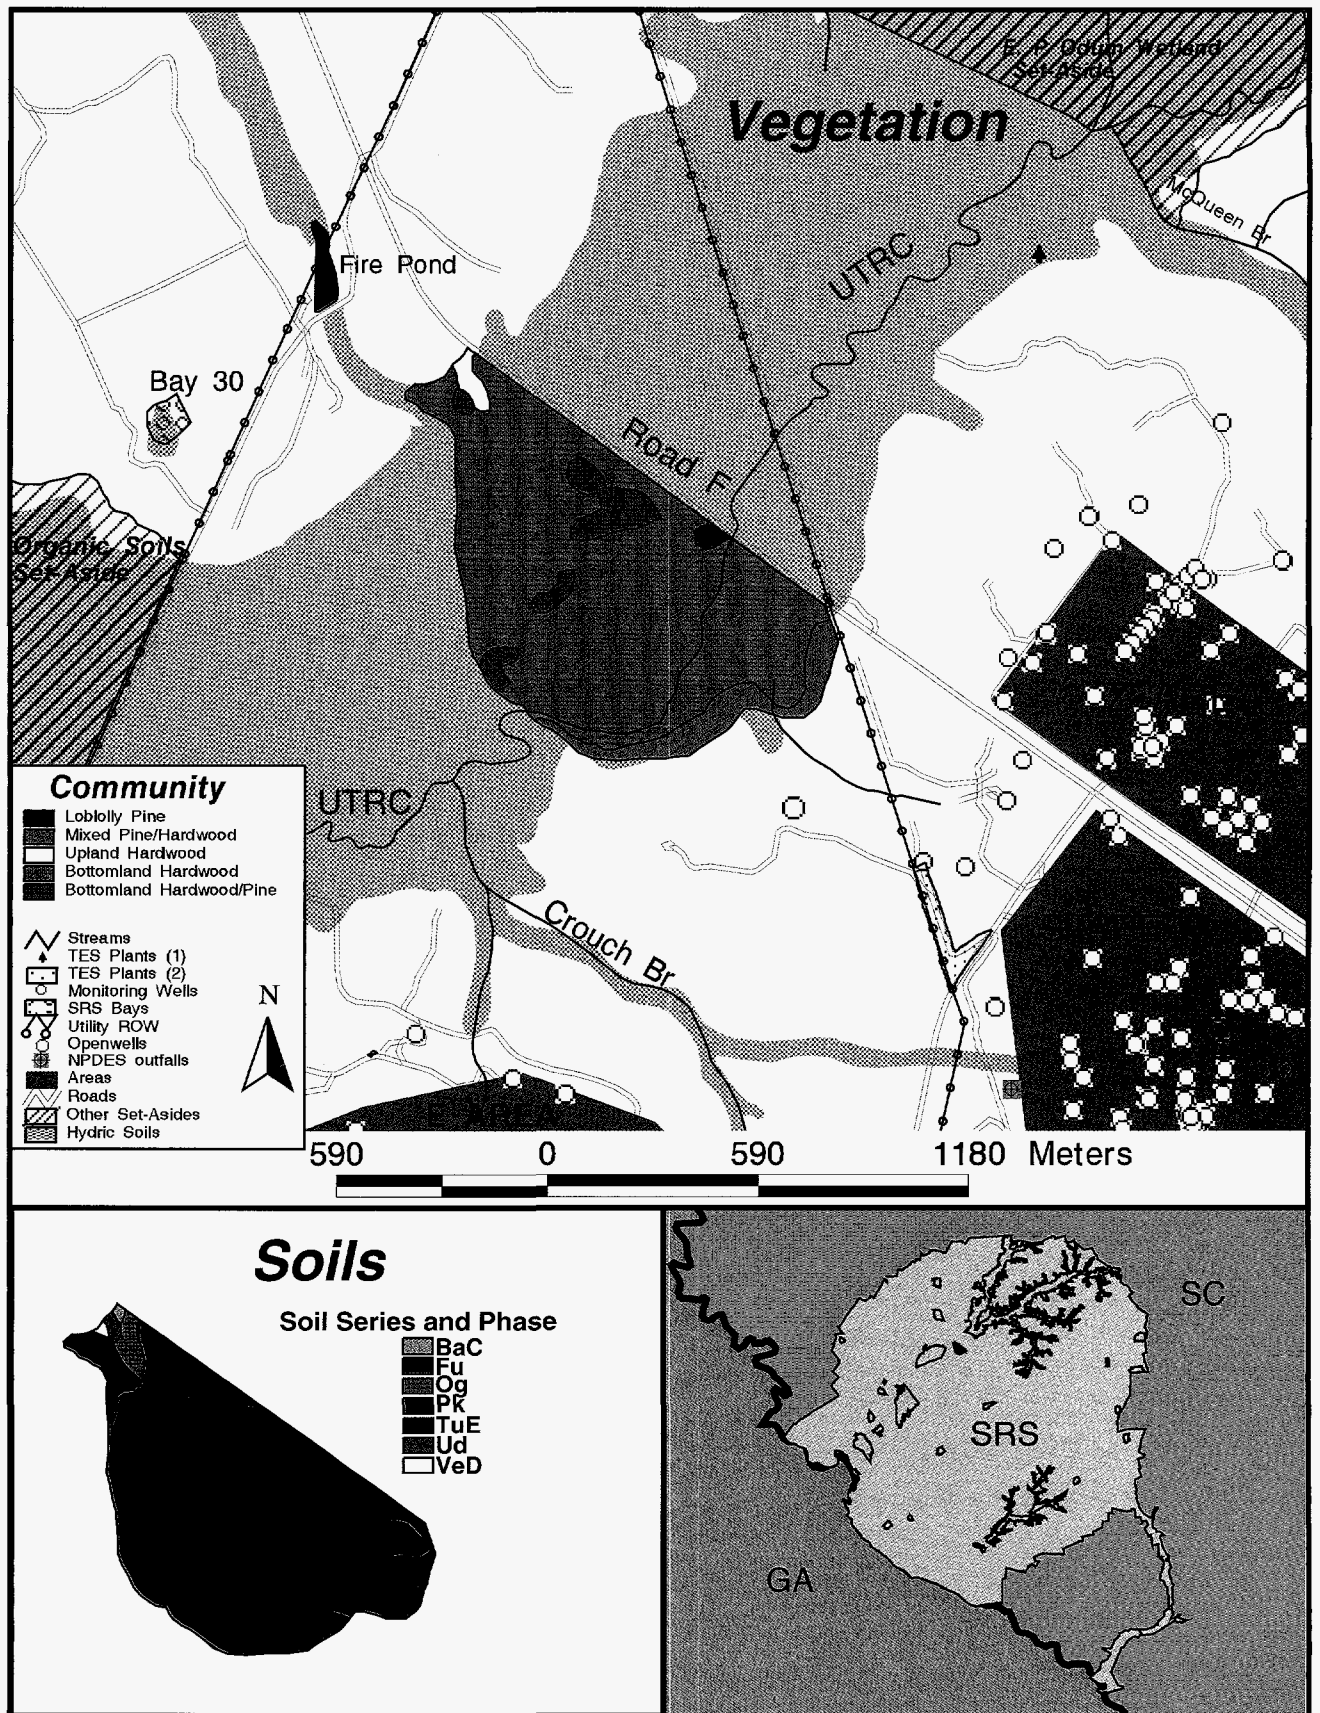 E. P. Odum Wetland
Set-Aside
Vegetation
McQueen Br
UTRC
Fire Pond
Bay 30
Road F
Organic Soils
Set-Aside
Community
Loblolly Pine
Mixed Pine/Hardwood
Upland Hardwood
Bottomland Hardwood
Bottomland Hardwood/Pine
Streams
TES Plants (1)
TES Plants (2)
Monitoring Wells
SRS Bays
Utility ROW
Openwells
NPDES outfalls
Areas
Roads
Other Set-Asides
Hydric Soils
N
UTRC
Crouch Br
AREA
590 0 590 1180 Meters
Soils
Soil Series and Phase
BaC
Fu
Og
Pk
TuE
Ud
VeD
SC
SRS
GA